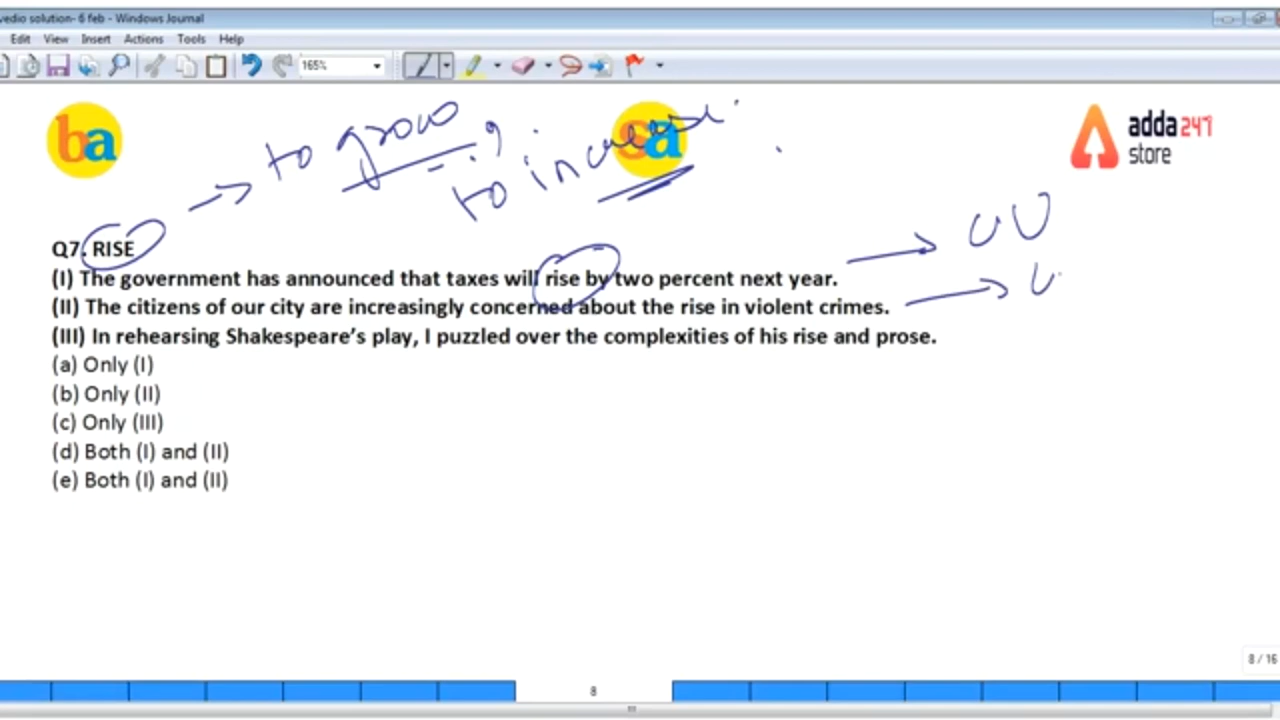 vedio solution- 6 feb - Windows Journal
Edit View Insert Actions Tools Help
165%
ba
sa
adda 247
store
to grow,
to increase.
Q7. RISE
(I) The government has announced that taxes will rise by two percent next year.
(II) The citizens of our city are increasingly concerned about the rise in violent crimes.
(III) In rehearsing Shakespeare's play, I puzzled over the complexities of his rise and prose.
(a) Only (I)
(b) Only (II)
(c) Only (III)
(d) Both (I) and (II)
(e) Both (I) and (II)
8 / 16
8